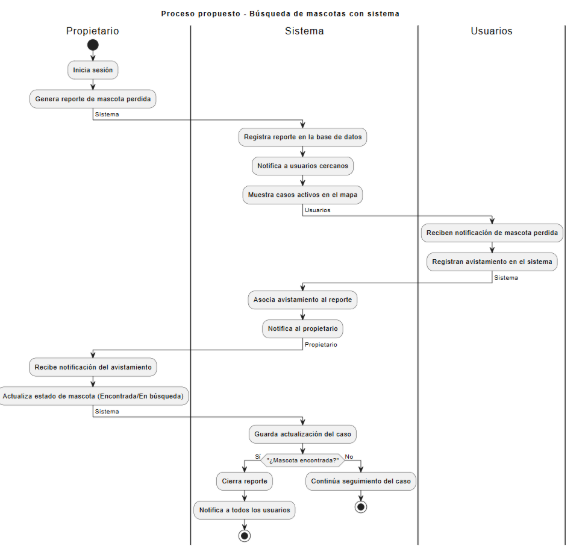 Proceso propuesto - Búsqueda de mascotas con sistema
Propietario
Sistema
Usuarios
Inicia sesión
Genera reporte de mascota perdida
Sistema
Registra reporte en la base de datos
Notifica a usuarios cercanos
Muestra casos activos en el mapa
Usuarios
Reciben notificación de mascota perdida
Registran avistamiento en el sistema
Sistema
Asocia avistamiento al reporte
Notifica al propietario
Propietario
Recibe notificación del avistamiento
Actualiza estado de mascota (Encontrada/En búsqueda)
Sistema
Guarda actualización del caso
Sí
"¿Mascota encontrada?"
No
Cierra reporte
Continúa seguimiento del caso
Notifica a todos los usuarios